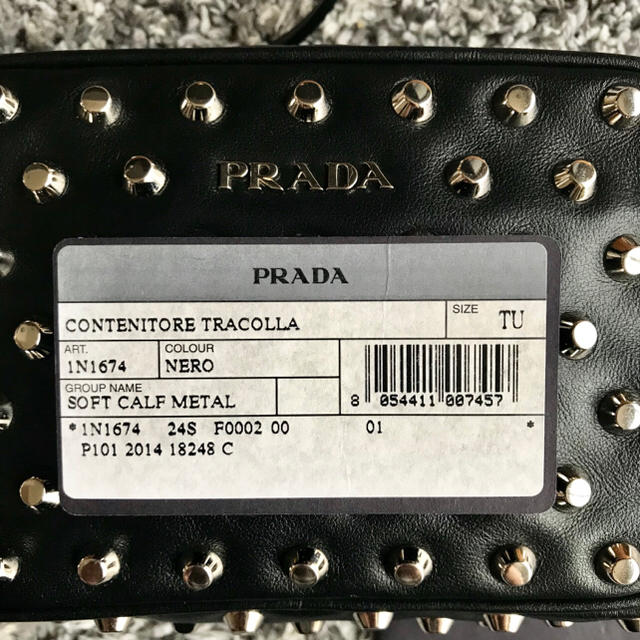 PRADA
PRADA
CONTENITORE TRACOLLA
SIZE TU
ART.
1N1674
COLOUR
NERO
GROUP NAME
SOFT CALF METAL
8 054411 007457
*1N1674 24S F0002 00 01 *
P101 2014 18248 C